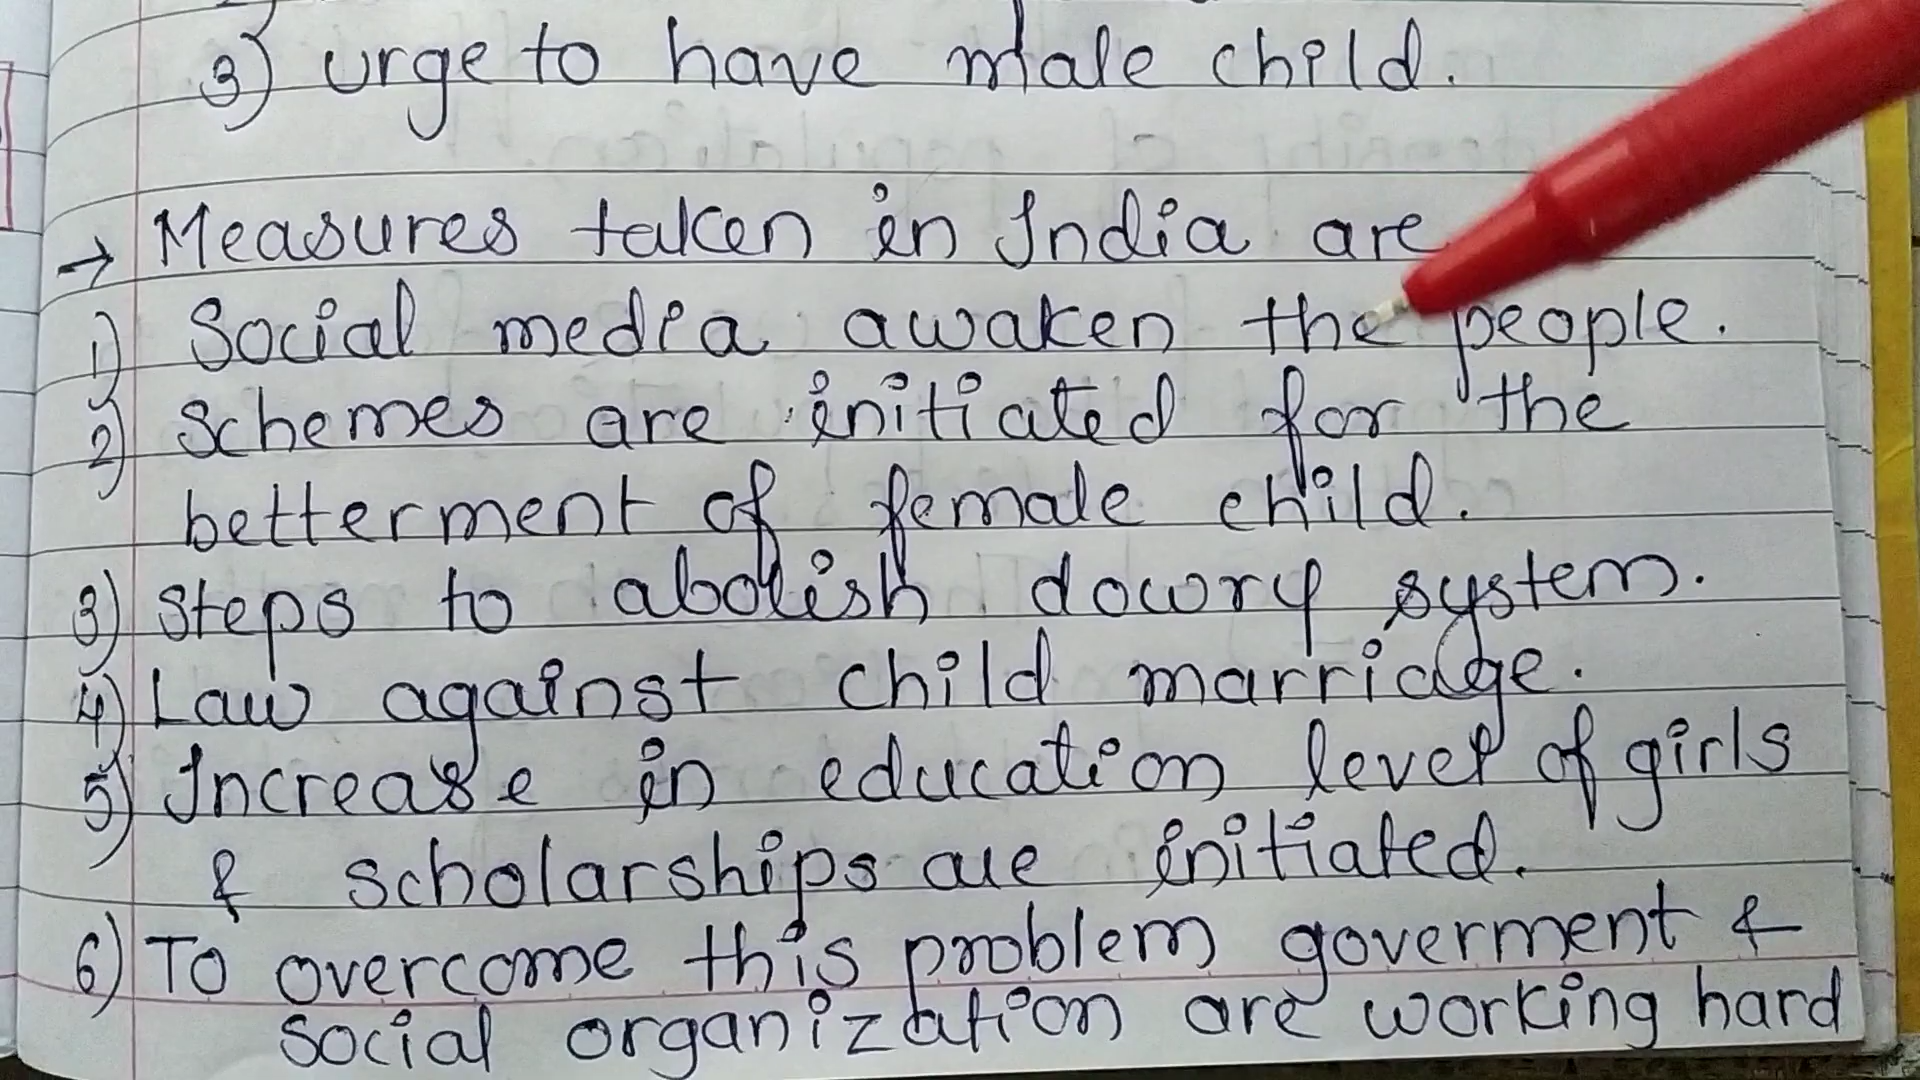 3) urge to have male child.
→ Measures taken in India are
1) Social media awaken the people.
2) Schemes are initiated for the
betterment of female child.
3) Steps to abolish dowry system.
4) Law against child marriage.
5) Increase in education level of girls
& scholarships are initiated.
6) To overcome this problem goverment &
social organization are working hard